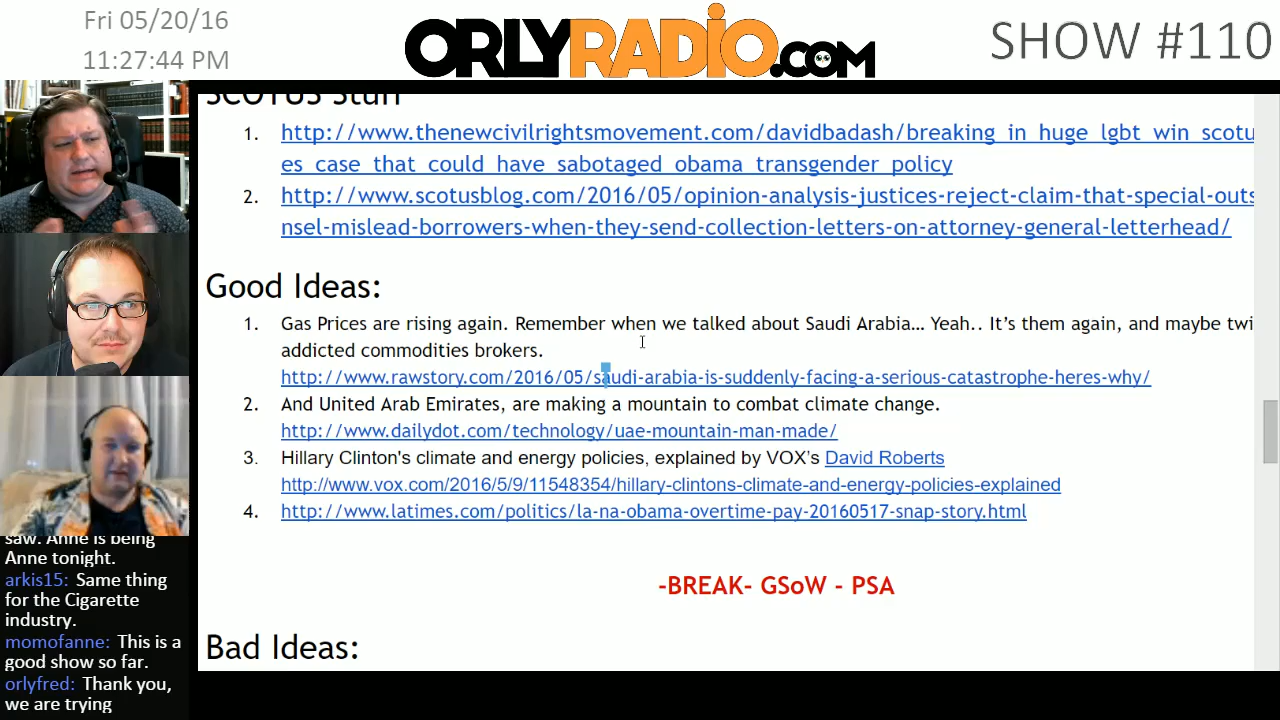 Fri 05/20/16
11:27:44 PM
ORLYRADIO.COM
SHOW #110
SCOTUS Stuff
1. http://www.thenewcivilrightsmovement.com/davidbadash/breaking_in_huge_lgbt_win_scotu
es_case_that_could_have_sabotaged_obama_transgender_policy
2. http://www.scotusblog.com/2016/05/opinion-analysis-justices-reject-claim-that-special-outs
nsel-mislead-borrowers-when-they-send-collection-letters-on-attorney-general-letterhead/
Good Ideas:
1. Gas Prices are rising again. Remember when we talked about Saudi Arabia… Yeah.. It’s them again, and maybe twi
addicted commodities brokers.
http://www.rawstory.com/2016/05/saudi-arabia-is-suddenly-facing-a-serious-catastrophe-heres-why/
2. And United Arab Emirates, are making a mountain to combat climate change.
http://www.dailydot.com/technology/uae-mountain-man-made/
3. Hillary Clinton's climate and energy policies, explained by VOX’s David Roberts
http://www.vox.com/2016/5/9/11548354/hillary-clintons-climate-and-energy-policies-explained
4. http://www.latimes.com/politics/la-na-obama-overtime-pay-20160517-snap-story.html
-BREAK- GSoW - PSA
Bad Ideas:
saw. Anne is being
Anne tonight.
arkis15: Same thing
for the Cigarette
industry.
momofanne: This is a
good show so far.
orlyfred: Thank you,
we are trying